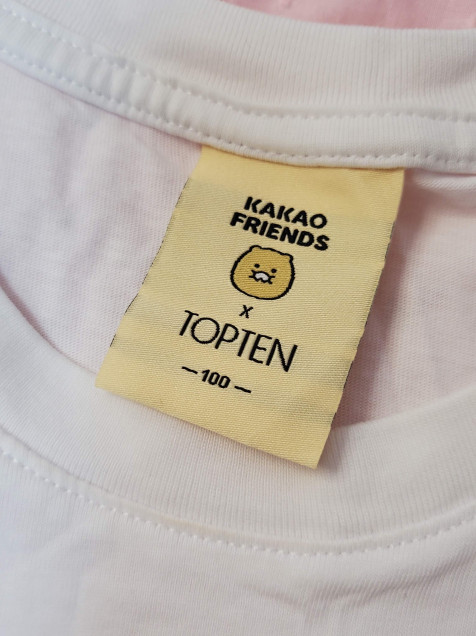 KAKAO
FRIENDS
x
TOPTEN
— 100 —